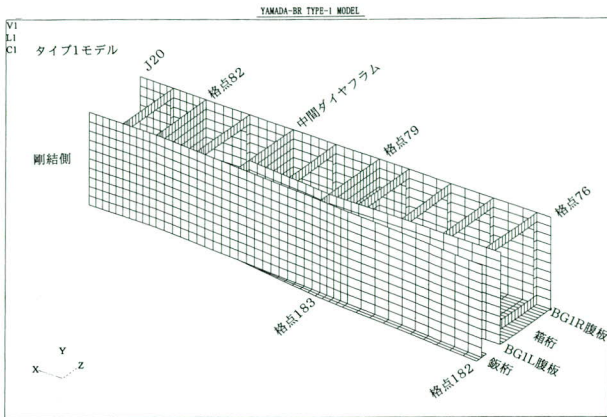 YAMADA-BR TYPE-1 MODEL
V1
L1
C1
タイプ1モデル
J20
格点82
中間ダイヤフラム
格点79
格点76
剛結側
格点183
格点182
鈑桁
BG1L腹板
箱桁
BG1R腹板
Y
X
Z